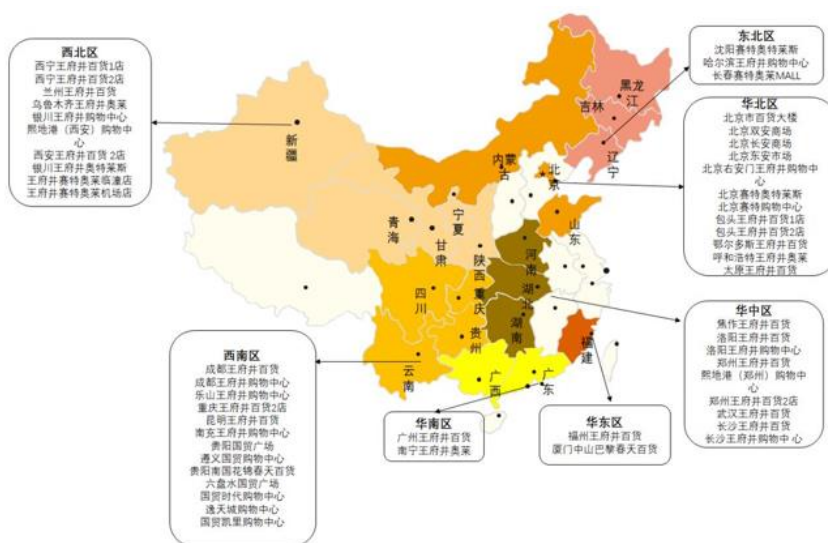 西北区
西宁王府井百货1店
西宁王府井百货2店
兰州王府井百货
乌鲁木齐王府井奥莱
银川王府井购物中心
熙地港（西安）购物中
心
西安王府井百货 2店
银川王府井奥特莱斯
王府井赛特奥莱临潼店
王府井赛特奥莱机场店
东北区
沈阳赛特奥特莱斯
哈尔滨王府井购物中心
长春赛特奥莱MALL
华北区
北京市百货大楼
北京双安商场
北京长安商场
北京东安市场
北京右安门王府井购物中
心
北京赛特奥特莱斯
北京赛特购物中心
包头王府井百货1店
包头王府井百货2店
鄂尔多斯王府井百货
呼和浩特王府井奥莱
太原王府井百货
华中区
焦作王府井百货
洛阳王府井百货
洛阳王府井购物中心
郑州王府井百货
熙地港（郑州）购物中
心
郑州王府井百货2店
武汉王府井百货
长沙王府井百货
长沙王府井购物中心
西南区
成都王府井百货
成都王府井购物中心
乐山王府井购物中心
重庆王府井百货2店
昆明王府井百货
南充王府井购物中心
贵阳国贸广场
遵义国贸购物中心
贵阳南国花锦春天百货
六盘水国贸广场
国贸时代购物中心
逸天城购物中心
国贸凯里购物中心
华南区
广州王府井百货
南宁王府井奥莱
华东区
福州王府井百货
厦门中山巴黎春天百货
黑龙江
吉林
辽宁
内蒙古
北京
新疆
宁夏
山东
青海
甘肃
陕西
河南
四川
重庆
湖北
贵州
湖南
云南
广西
广东
福建